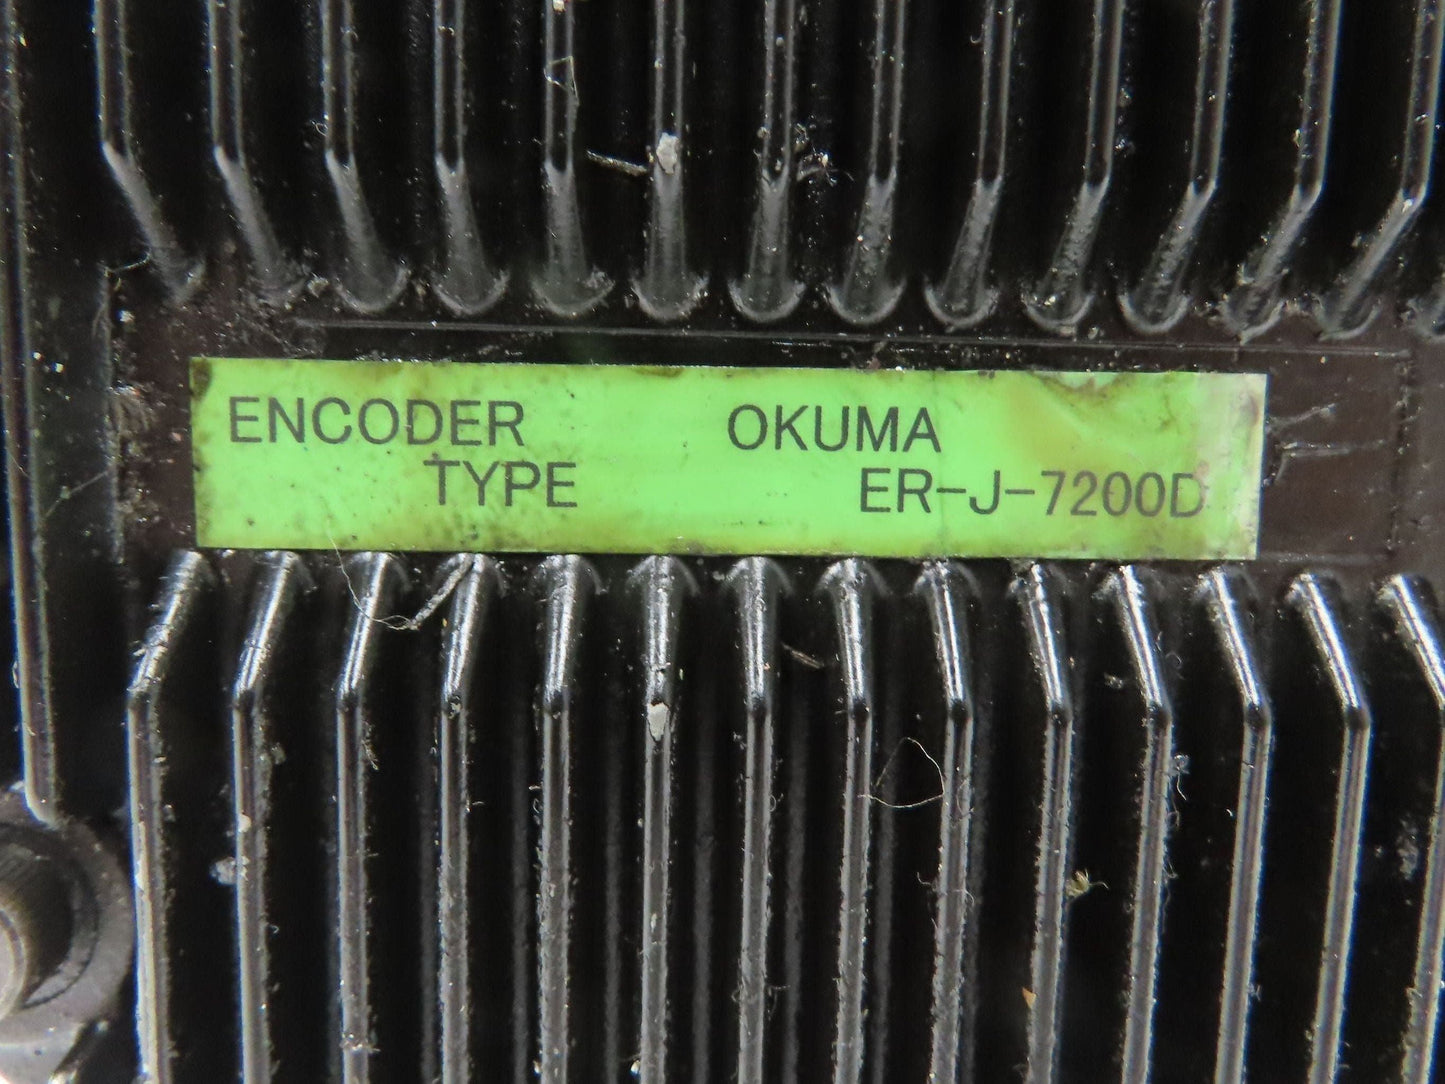 ENCODER OKUMA
TYPE ER-J-7200D